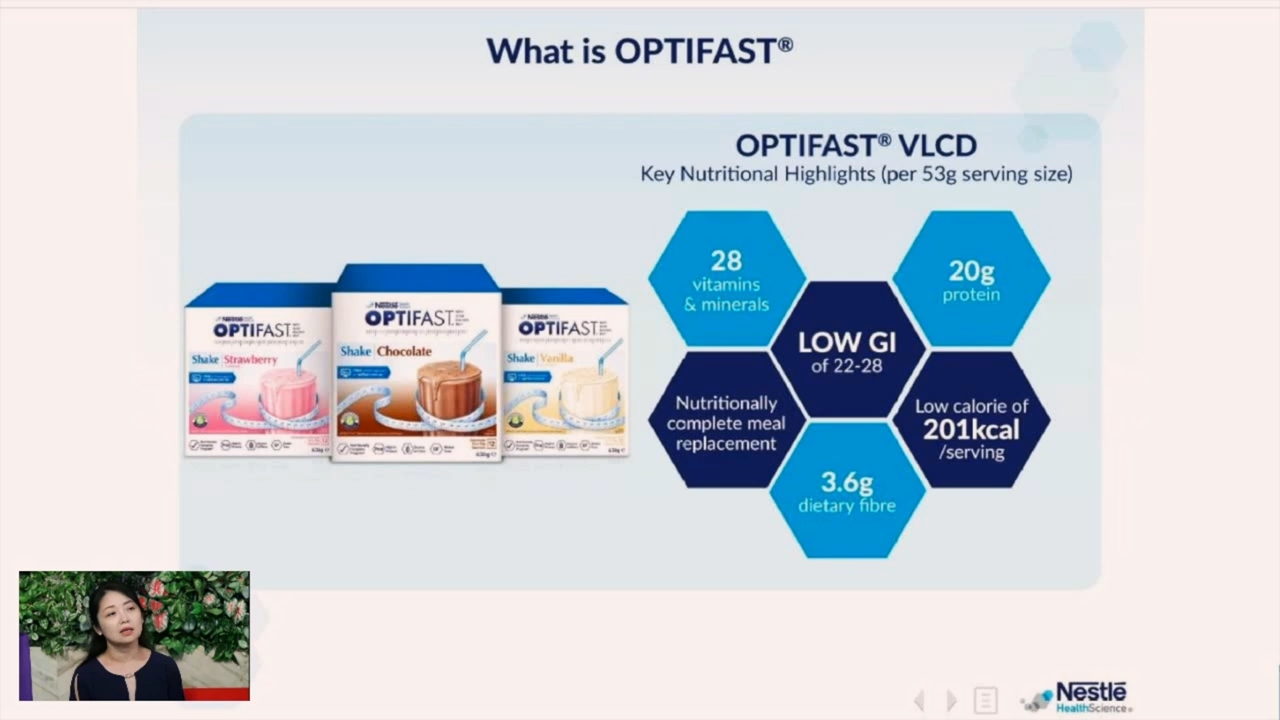 What is OPTIFAST®
OPTIFAST® VLCD
Key Nutritional Highlights (per 53g serving size)
28
vitamins
& minerals
20g
protein
LOW GI
of 22-28
Nutritionally
complete meal
replacement
Low calorie of
201kcal
/serving
3.6g
dietary fibre
Nestlé
OPTIFAST
Shake Strawberry
Nestlé
OPTIFAST
Shake Chocolate
Nestlé
OPTIFAST
Shake Vanilla
Nestlé
HealthScience